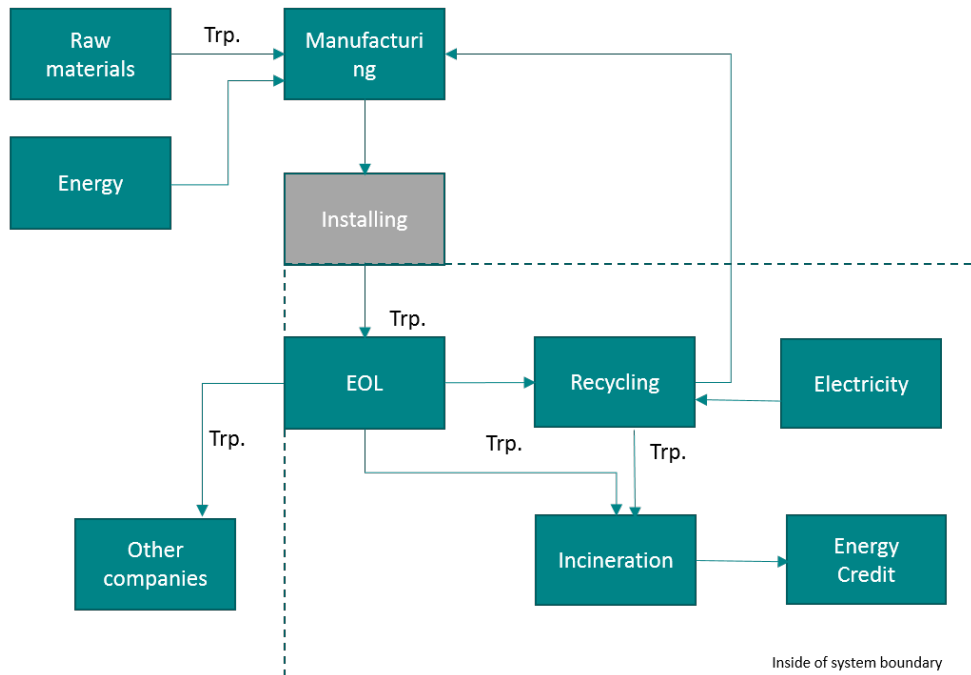 Raw
materials
Trp.
Manufacturi
ng
Energy
Installing
Trp.
EOL
Recycling
Electricity
Trp.
Trp.
Trp.
Other
companies
Incineration
Energy
Credit
Inside of system boundary